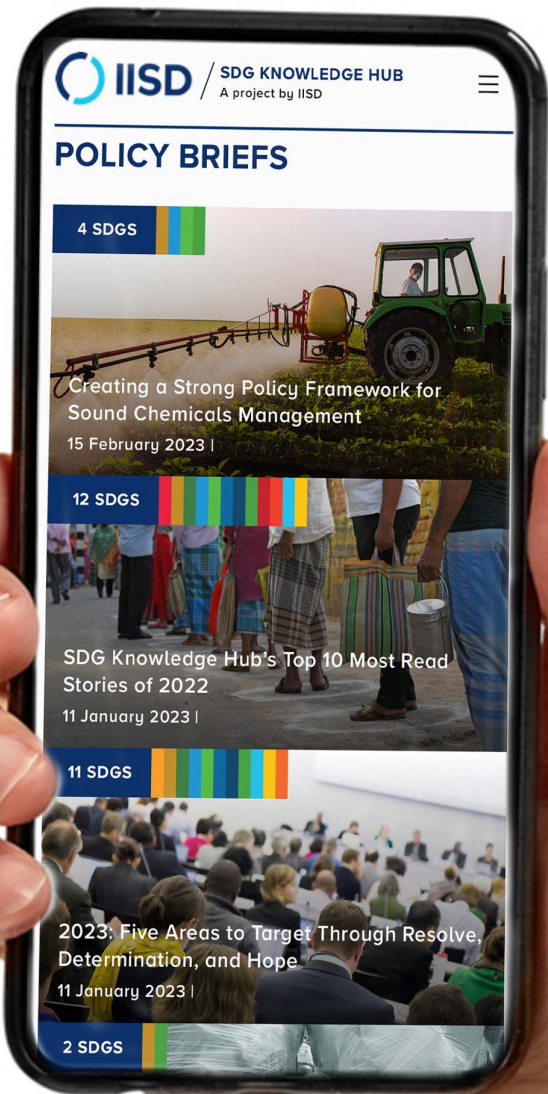 IISD
SDG KNOWLEDGE HUB
A project by IISD
POLICY BRIEFS
4 SDGS
Creating a Strong Policy Framework for
Sound Chemicals Management
15 February 2023 |
12 SDGS
SDG Knowledge Hub's Top 10 Most Read
Stories of 2022
11 January 2023 |
11 SDGS
2023: Five Areas to Target Through Resolve,
Determination, and Hope
11 January 2023 |
2 SDGS